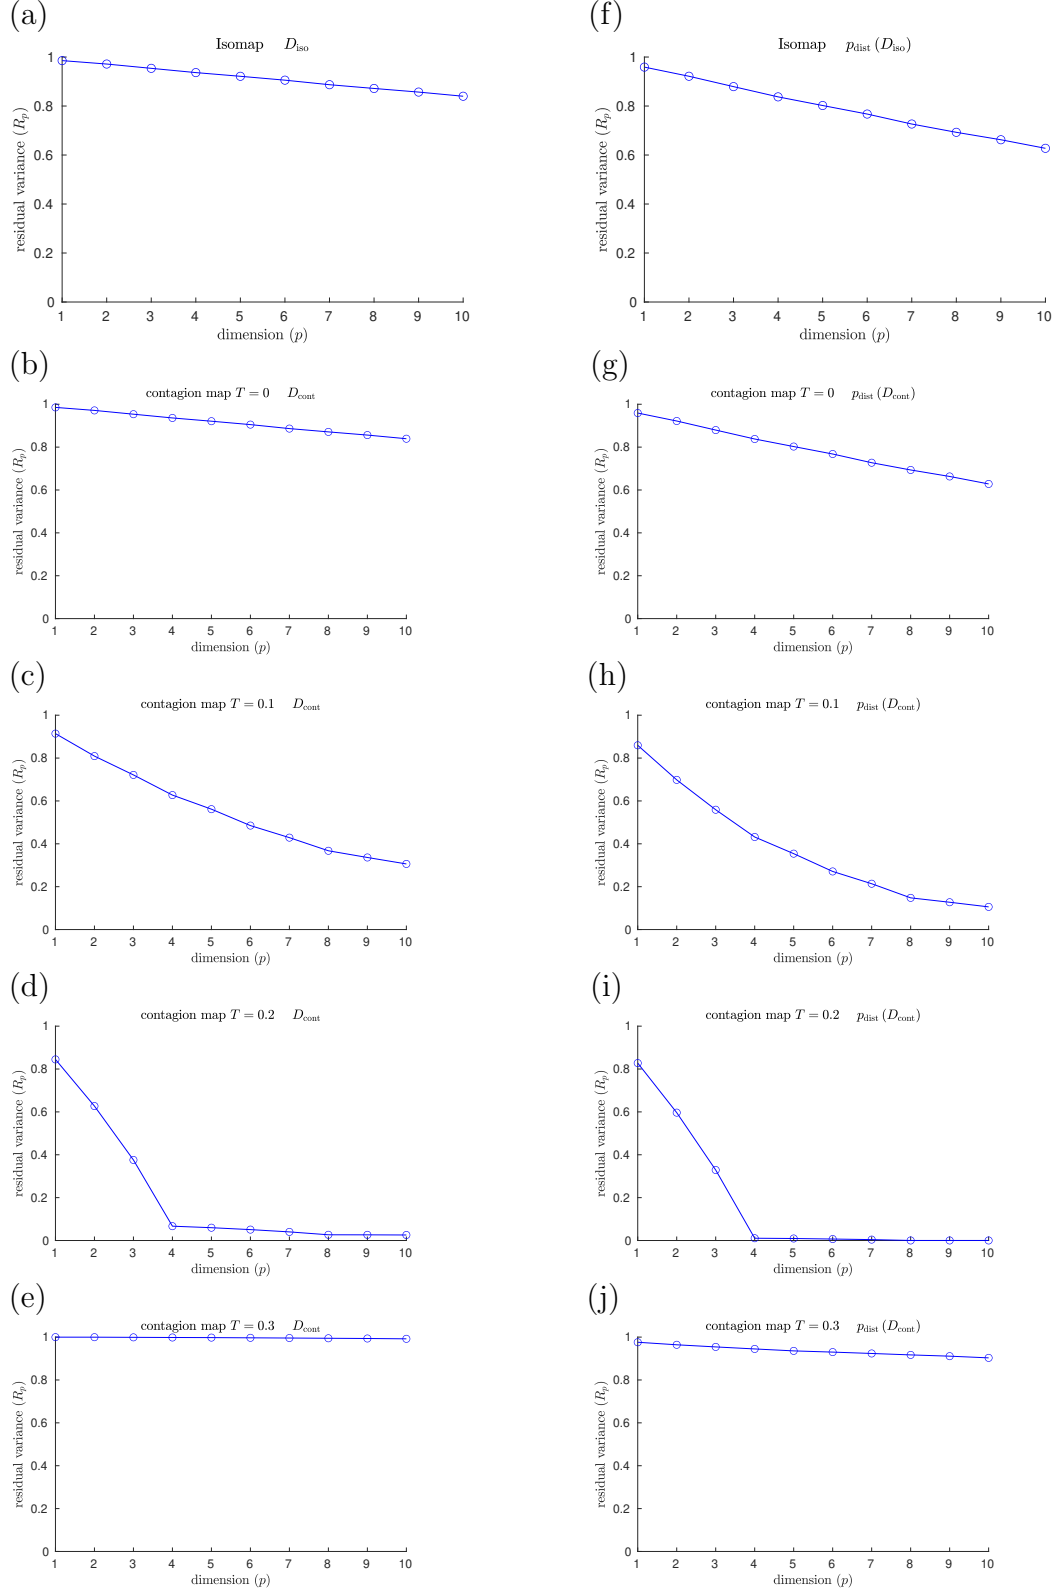 (a)
Isomap D_iso
residual variance (R_p)
1
0.8
0.6
0.4
0.2
0
1 2 3 4 5 6 7 8 9 10
dimension (p)
(f)
Isomap p_dist (D_iso)
residual variance (R_p)
1
0.8
0.6
0.4
0.2
0
1 2 3 4 5 6 7 8 9 10
dimension (p)
(b)
contagion map T = 0 D_cont
residual variance (R_p)
1
0.8
0.6
0.4
0.2
0
1 2 3 4 5 6 7 8 9 10
dimension (p)
(g)
contagion map T = 0 p_dist (D_cont)
residual variance (R_p)
1
0.8
0.6
0.4
0.2
0
1 2 3 4 5 6 7 8 9 10
dimension (p)
(c)
contagion map T = 0.1 D_cont
residual variance (R_p)
1
0.8
0.6
0.4
0.2
0
1 2 3 4 5 6 7 8 9 10
dimension (p)
(h)
contagion map T = 0.1 p_dist (D_cont)
residual variance (R_p)
1
0.8
0.6
0.4
0.2
0
1 2 3 4 5 6 7 8 9 10
dimension (p)
(d)
contagion map T = 0.2 D_cont
residual variance (R_p)
1
0.8
0.6
0.4
0.2
0
1 2 3 4 5 6 7 8 9 10
dimension (p)
(i)
contagion map T = 0.2 p_dist (D_cont)
residual variance (R_p)
1
0.8
0.6
0.4
0.2
0
1 2 3 4 5 6 7 8 9 10
dimension (p)
(e)
contagion map T = 0.3 D_cont
residual variance (R_p)
1
0.8
0.6
0.4
0.2
0
1 2 3 4 5 6 7 8 9 10
dimension (p)
(j)
contagion map T = 0.3 p_dist (D_cont)
residual variance (R_p)
1
0.8
0.6
0.4
0.2
0
1 2 3 4 5 6 7 8 9 10
dimension (p)